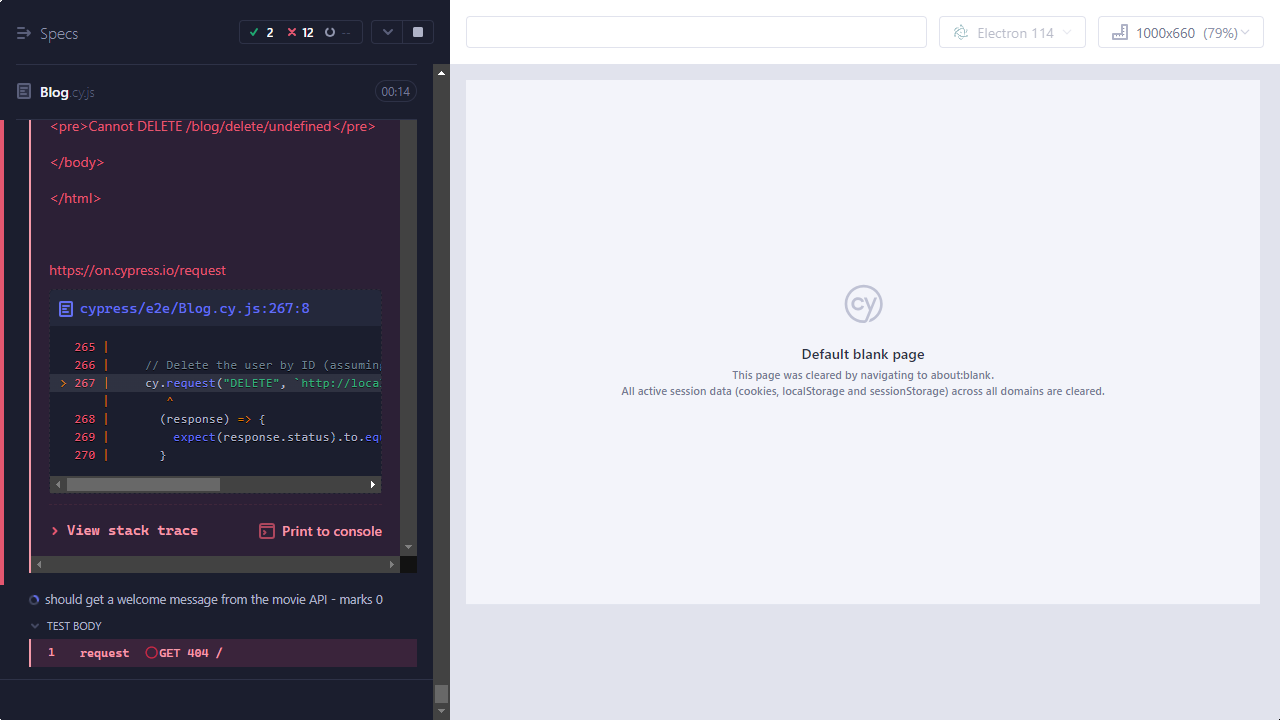 Specs
2
12
--
Electron 114
1000x660 (79%)
Blog.cy.js
00:14
<pre>Cannot DELETE /blog/delete/undefined</pre>
</body>
</html>
https://on.cypress.io/request
cypress/e2e/Blog.cy.js:267:8
265 |
266 | // Delete the user by ID (assuming
> 267 | cy.request("DELETE", `http://local
| ^
268 | (response) => {
269 | expect(response.status).to.equ
270 | }
> View stack trace
Print to console
should get a welcome message from the movie API - marks 0
TEST BODY
1 request GET 404 /
cy
Default blank page
This page was cleared by navigating to about:blank.
All active session data (cookies, localStorage and sessionStorage) across all domains are cleared.